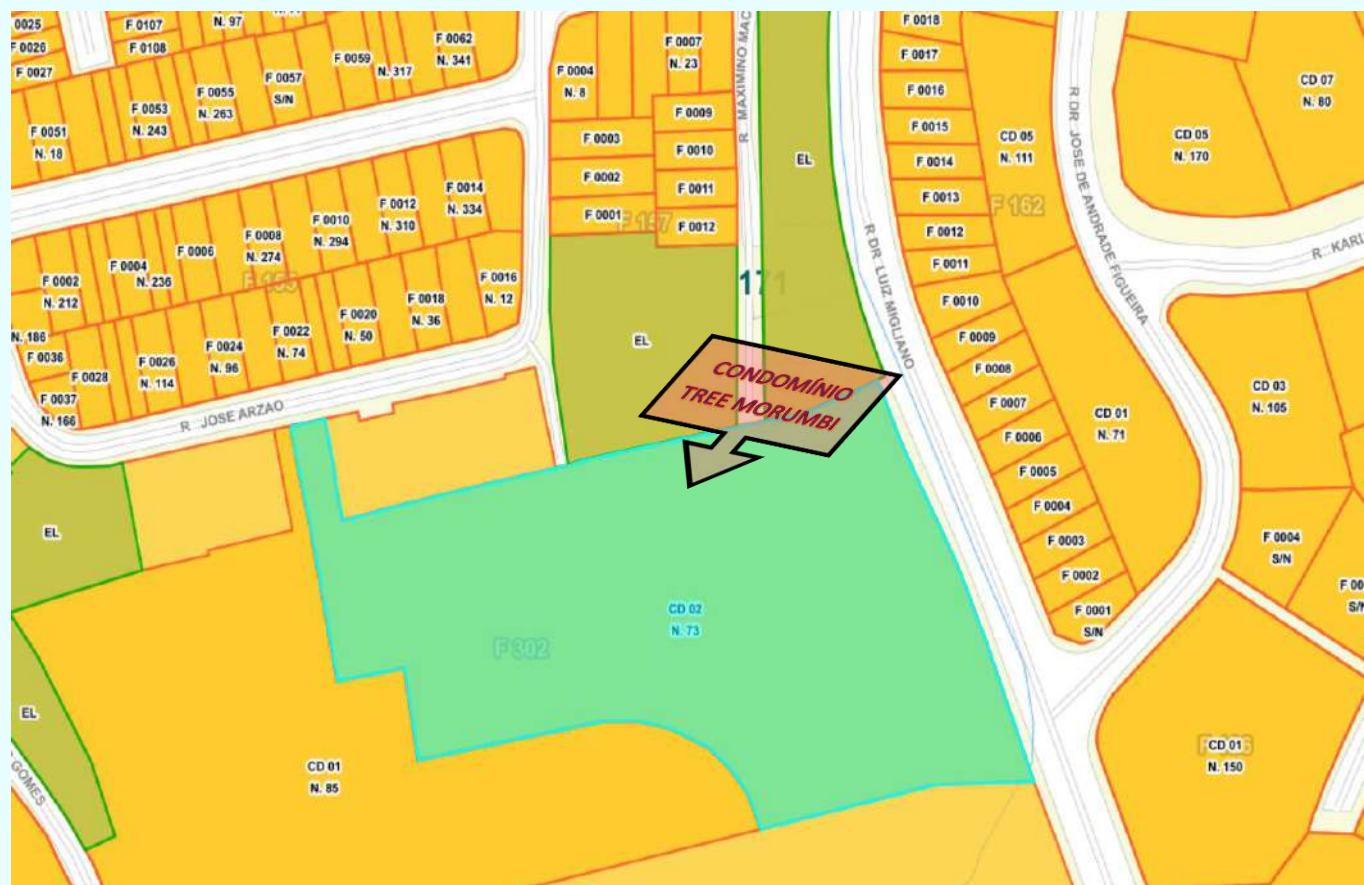 0025
F 0107
N. 97
F 0026
F 0108
F 0027
F 0051
N. 18
F 0053
N. 243
F 0055
N. 263
F 0057
S/N
F 0059
N. 317
F 0062
N. 341
F 0004
N. 8
F 0007
N. 23
F 0009
F 0003
F 0010
F 0002
F 0011
F 0001
F 0012
F 167
R MAXIMINO MAC
EL
171
R DR LUIZ MIGLIANO
F 0018
F 0017
F 0016
F 0015
F 0014
F 0013
F 0012
F 0011
F 0010
F 0009
F 0008
F 0007
F 0006
F 0005
F 0004
F 0003
F 0002
F 0001
S/N
CD 05
N. 111
F 162
CD 01
N. 71
R DR JOSE DE ANDRADE FIGUEIRA
CD 05
N. 170
CD 07
N. 80
R KARL
CD 03
N. 105
F 0004
S/N
F 00
S/N
CD 01
N. 150
F 0002
N. 212
F 0004
N. 236
F 0006
F 0008
N. 274
F 0010
N. 294
F 0012
N. 310
F 0014
N. 334
F 0016
N. 12
F 0018
N. 36
F 0020
N. 50
F 0022
N. 74
F 0024
N. 96
F 0026
N. 114
F 0028
N. 186
F 0036
F 0037
N. 166
R JOSE ARZAO
EL
CONDOMÍNIO
TREE MORUMBI
EL
CD 02
N. 73
F 302
EL
CD 01
N. 85
GOMES